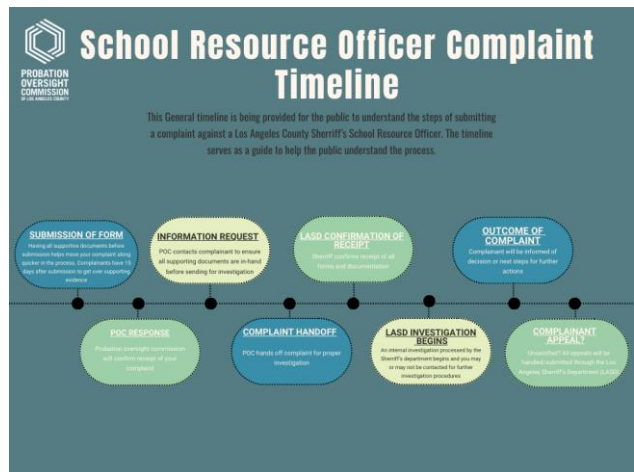 PROBATION
OVERSIGHT
COMMISSION
OF LOS ANGELES COUNTY
School Resource Officer Complaint
Timeline
This General timeline is being provided for the public to understand the steps of submitting
a complaint against a Los Angeles County Sherriff's School Resource Officer. The timeline
serves as a guide to help the public understand the process.
SUBMISSION OF FORM
Having all supportive documents before
submission helps move your complaint along
quicker in the process. Complainants have 15
days after submission to get over supporting
evidence
INFORMATION REQUEST
POC contacts complainant to ensure
all supporting documents are in-hand
before sending for investigation
LASD CONFIRMATION OF
RECEIPT
Sheriff confirms receipt of all
forms and documentation
OUTCOME OF
COMPLAINT
Complainant will be informed of
decision or next steps for further
actions
POC RESPONSE
Probation oversight commission
will confirm receipt of your
complaint
COMPLAINT HANDOFF
POC hands off complaint for proper
investigation
LASD INVESTIGATION
BEGINS
An internal investigation processed by the
Sheriff's department begins and you may
or may not be contacted for further
investigation procedures
COMPLAINANT
APPEAL?
Unsatisfied? All appeals will be
handled submitted through the Los
Angeles Sheriff's Department (LASD)